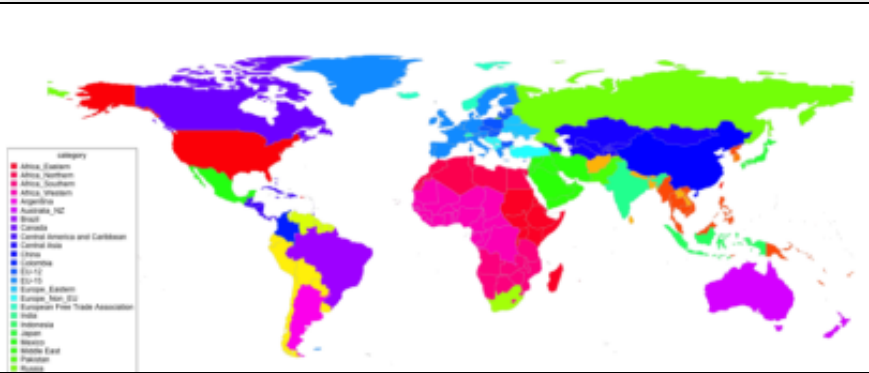 category
Africa_Eastern
Africa_Northern
Africa_Southern
Africa_Western
Argentina
Australia_NZ
Brazil
Canada
Central America and Caribbean
Central Asia
China
Colombia
EU-12
EU-15
Europe_Eastern
Europe_Non_EU
European Free Trade Association
India
Indonesia
Japan
Mexico
Middle East
Pakistan
Russia